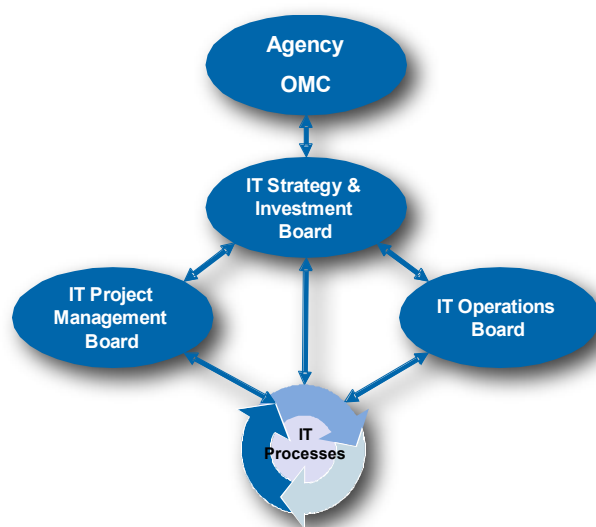 Agency
OMC
IT Strategy &
Investment
Board
IT Project
Management
Board
IT Operations
Board
IT
Processes